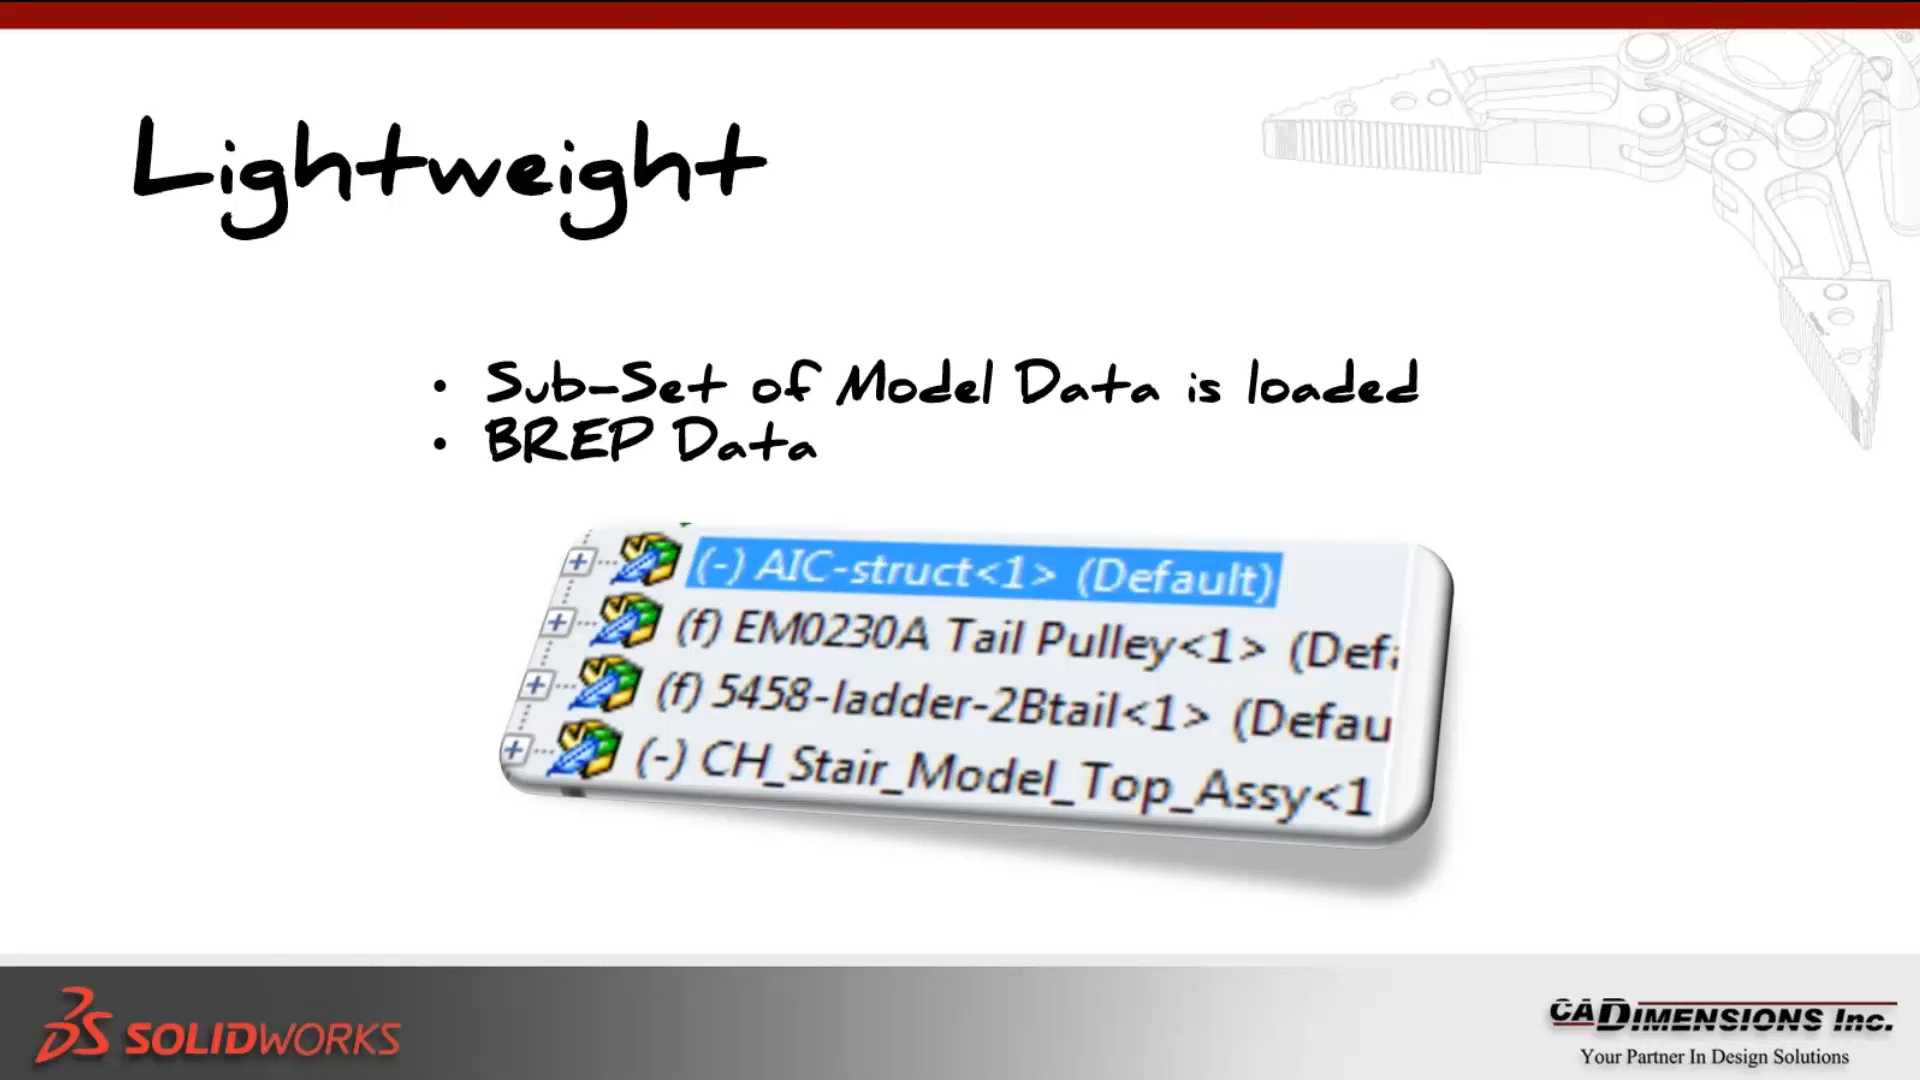 Lightweight
• Sub-Set of Model Data is loaded
• BREP Data
(-) AIC-struct<1> (Default)
(f) EM0230A Tail Pulley<1> (Defa
(f) 5458-ladder-2Btail<1> (Defau
(-) CH_Stair_Model_Top_Assy<1
SOLIDWORKS
CADIMENSIONS Inc.
Your Partner In Design Solutions